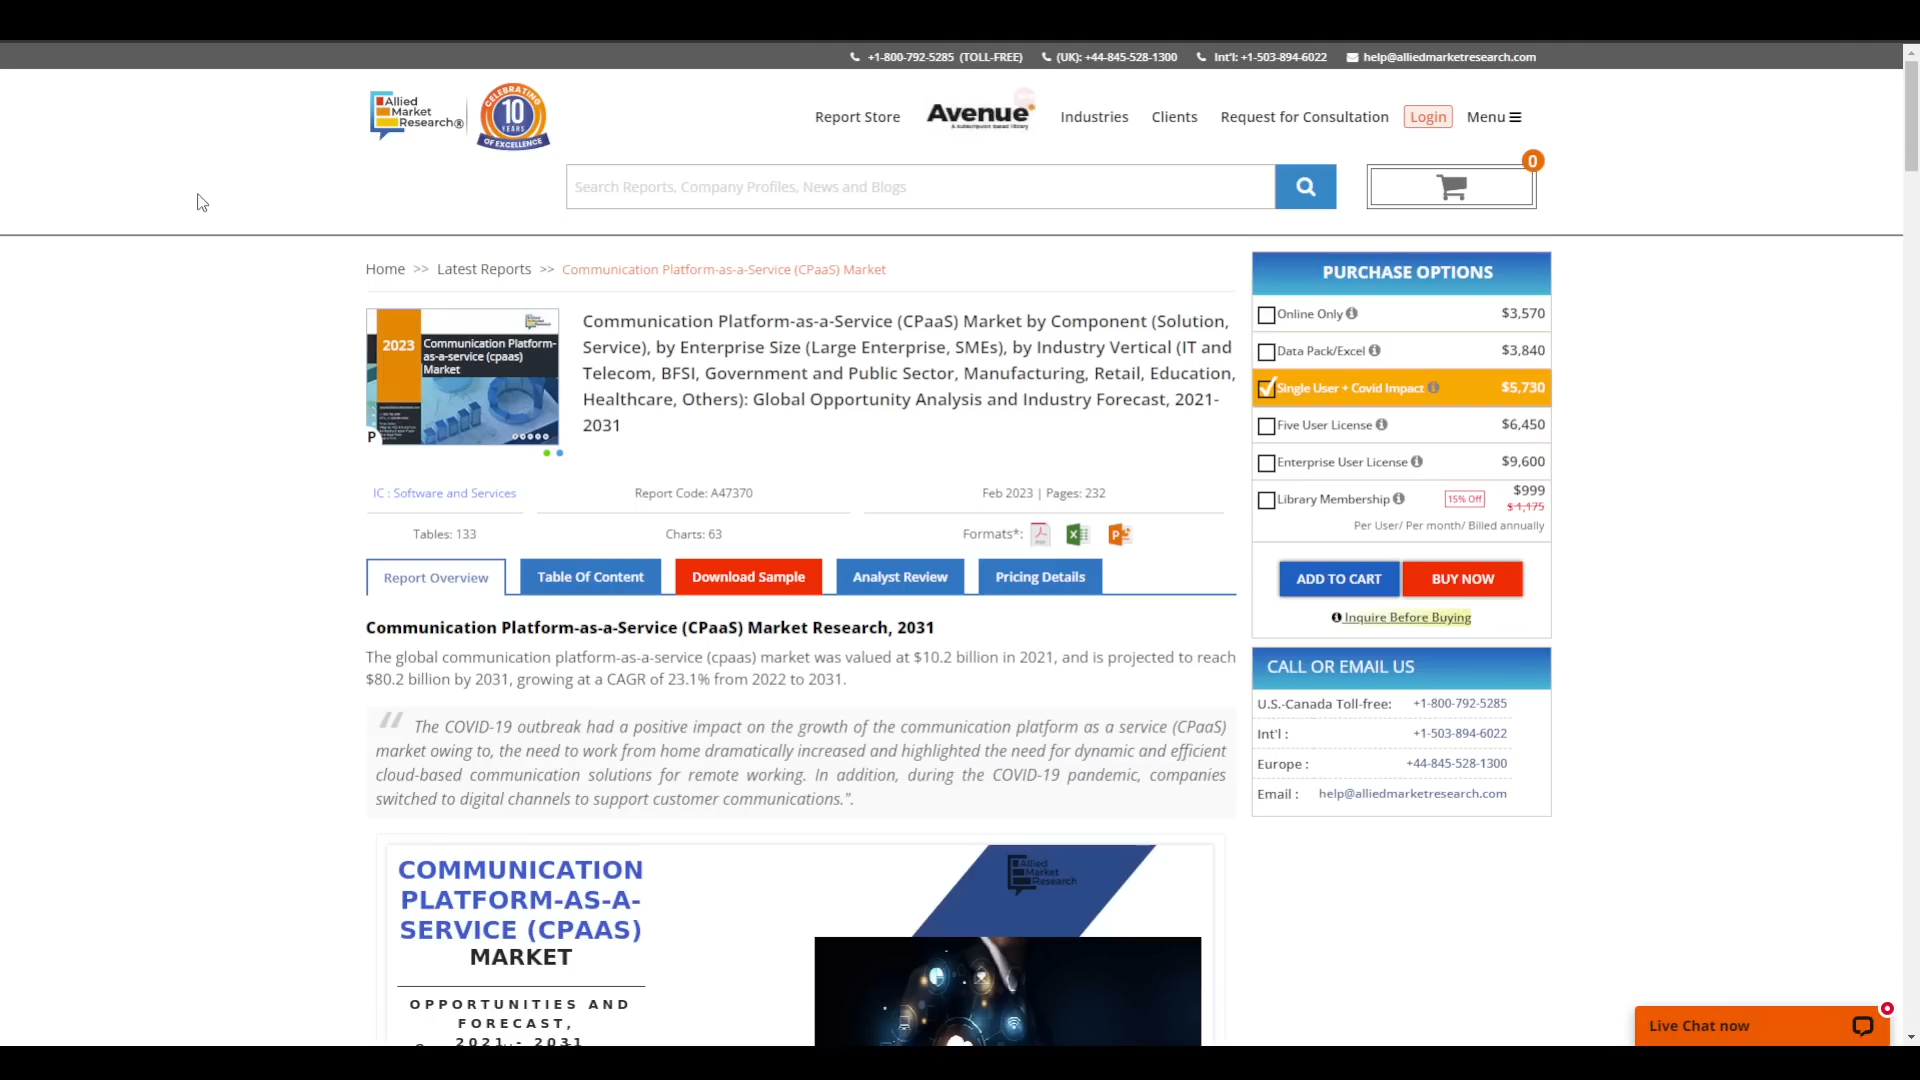 +1-800-792-5285 (TOLL-FREE) (UK): +44-845-528-1300 Int'l: +1-503-894-6022 help@alliedmarketresearch.com
Allied
Market
Research®
CELEBRATING
10
YEARS
OF EXCELLENCE
Report Store
Avenue
A Subscription Based Library
Industries
Clients
Request for Consultation
Login
Menu
Search Reports, Company Profiles, News and Blogs
0
Home >> Latest Reports >> Communication Platform-as-a-Service (CPaaS) Market
2023
Communication Platform-
as-a-service (cpaas)
Market
P
Communication Platform-as-a-Service (CPaaS) Market by Component (Solution,
Service), by Enterprise Size (Large Enterprise, SMEs), by Industry Vertical (IT and
Telecom, BFSI, Government and Public Sector, Manufacturing, Retail, Education,
Healthcare, Others): Global Opportunity Analysis and Industry Forecast, 2021-
2031
IC : Software and Services
Report Code: A47370
Feb 2023 | Pages: 232
Tables: 133
Charts: 63
Formats*:
Report Overview
Table Of Content
Download Sample
Analyst Review
Pricing Details
Communication Platform-as-a-Service (CPaaS) Market Research, 2031
The global communication platform-as-a-service (cpaas) market was valued at $10.2 billion in 2021, and is projected to reach
$80.2 billion by 2031, growing at a CAGR of 23.1% from 2022 to 2031.
“ The COVID-19 outbreak had a positive impact on the growth of the communication platform as a service (CPaaS)
market owing to, the need to work from home dramatically increased and highlighted the need for dynamic and efficient
cloud-based communication solutions for remote working. In addition, during the COVID-19 pandemic, companies
switched to digital channels to support customer communications.”.
COMMUNICATION
PLATFORM-AS-A-
SERVICE (CPAAS)
MARKET
OPPORTUNITIES AND
FORECAST,
2021 - 2031
Allied
Market
Research
PURCHASE OPTIONS
Online Only $3,570
Data Pack/Excel $3,840
Single User + Covid Impact $5,730
Five User License $6,450
Enterprise User License $9,600
Library Membership 15% Off $999
$1,175
Per User/ Per month/ Billed annually
ADD TO CART
BUY NOW
Inquire Before Buying
CALL OR EMAIL US
U.S.-Canada Toll-free: +1-800-792-5285
Int'l : +1-503-894-6022
Europe : +44-845-528-1300
Email : help@alliedmarketresearch.com
Live Chat now